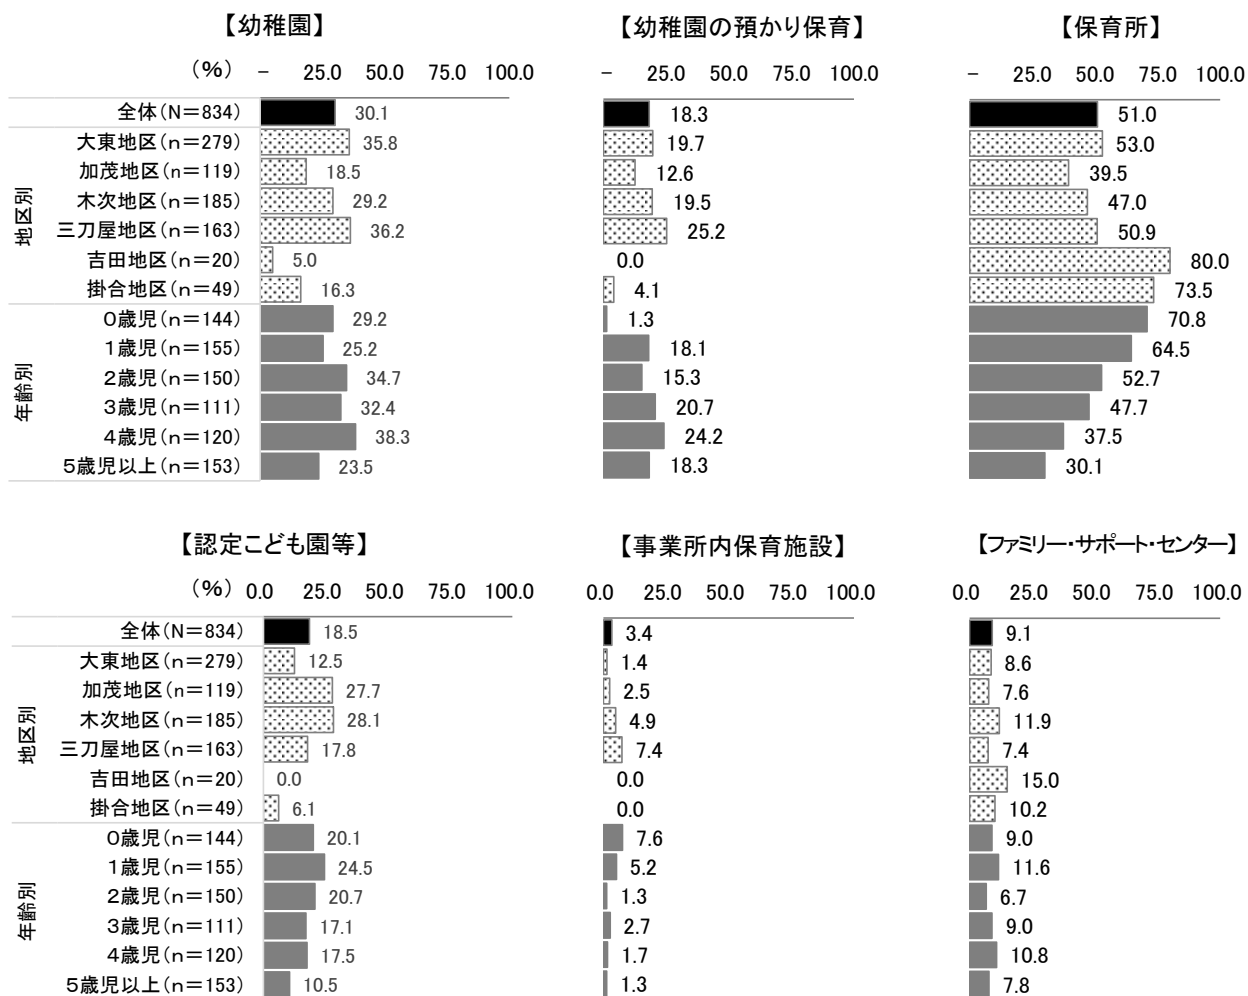 【幼稚園】 【幼稚園の預かり保育】 【保育所】
(%) － 25.0 50.0 75.0 100.0 － 25.0 50.0 75.0 100.0 － 25.0 50.0 75.0 100.0
全体(N＝834) 30.1 18.3 51.0
地区別
大東地区(n＝279) 35.8 19.7 53.0
加茂地区(n＝119) 18.5 12.6 39.5
木次地区(n＝185) 29.2 19.5 47.0
三刀屋地区(n＝163) 36.2 25.2 50.9
吉田地区(n＝20) 5.0 0.0 80.0
掛合地区(n＝49) 16.3 4.1 73.5
年齢別
0歳児(n＝144) 29.2 1.3 70.8
1歳児(n＝155) 25.2 18.1 64.5
2歳児(n＝150) 34.7 15.3 52.7
3歳児(n＝111) 32.4 20.7 47.7
4歳児(n＝120) 38.3 24.2 37.5
5歳児以上(n＝153) 23.5 18.3 30.1
【認定こども園等】 【事業所内保育施設】 【ファミリー・サポート・センター】
(%) 0.0 25.0 50.0 75.0 100.0 0.0 25.0 50.0 75.0 100.0 0.0 25.0 50.0 75.0 100.0
全体(N＝834) 18.5 3.4 9.1
地区別
大東地区(n＝279) 12.5 1.4 8.6
加茂地区(n＝119) 27.7 2.5 7.6
木次地区(n＝185) 28.1 4.9 11.9
三刀屋地区(n＝163) 17.8 7.4 7.4
吉田地区(n＝20) 0.0 0.0 15.0
掛合地区(n＝49) 6.1 0.0 10.2
年齢別
0歳児(n＝144) 20.1 7.6 9.0
1歳児(n＝155) 24.5 5.2 11.6
2歳児(n＝150) 20.7 1.3 6.7
3歳児(n＝111) 17.1 2.7 9.0
4歳児(n＝120) 17.5 1.7 10.8
5歳児以上(n＝153) 10.5 1.3 7.8